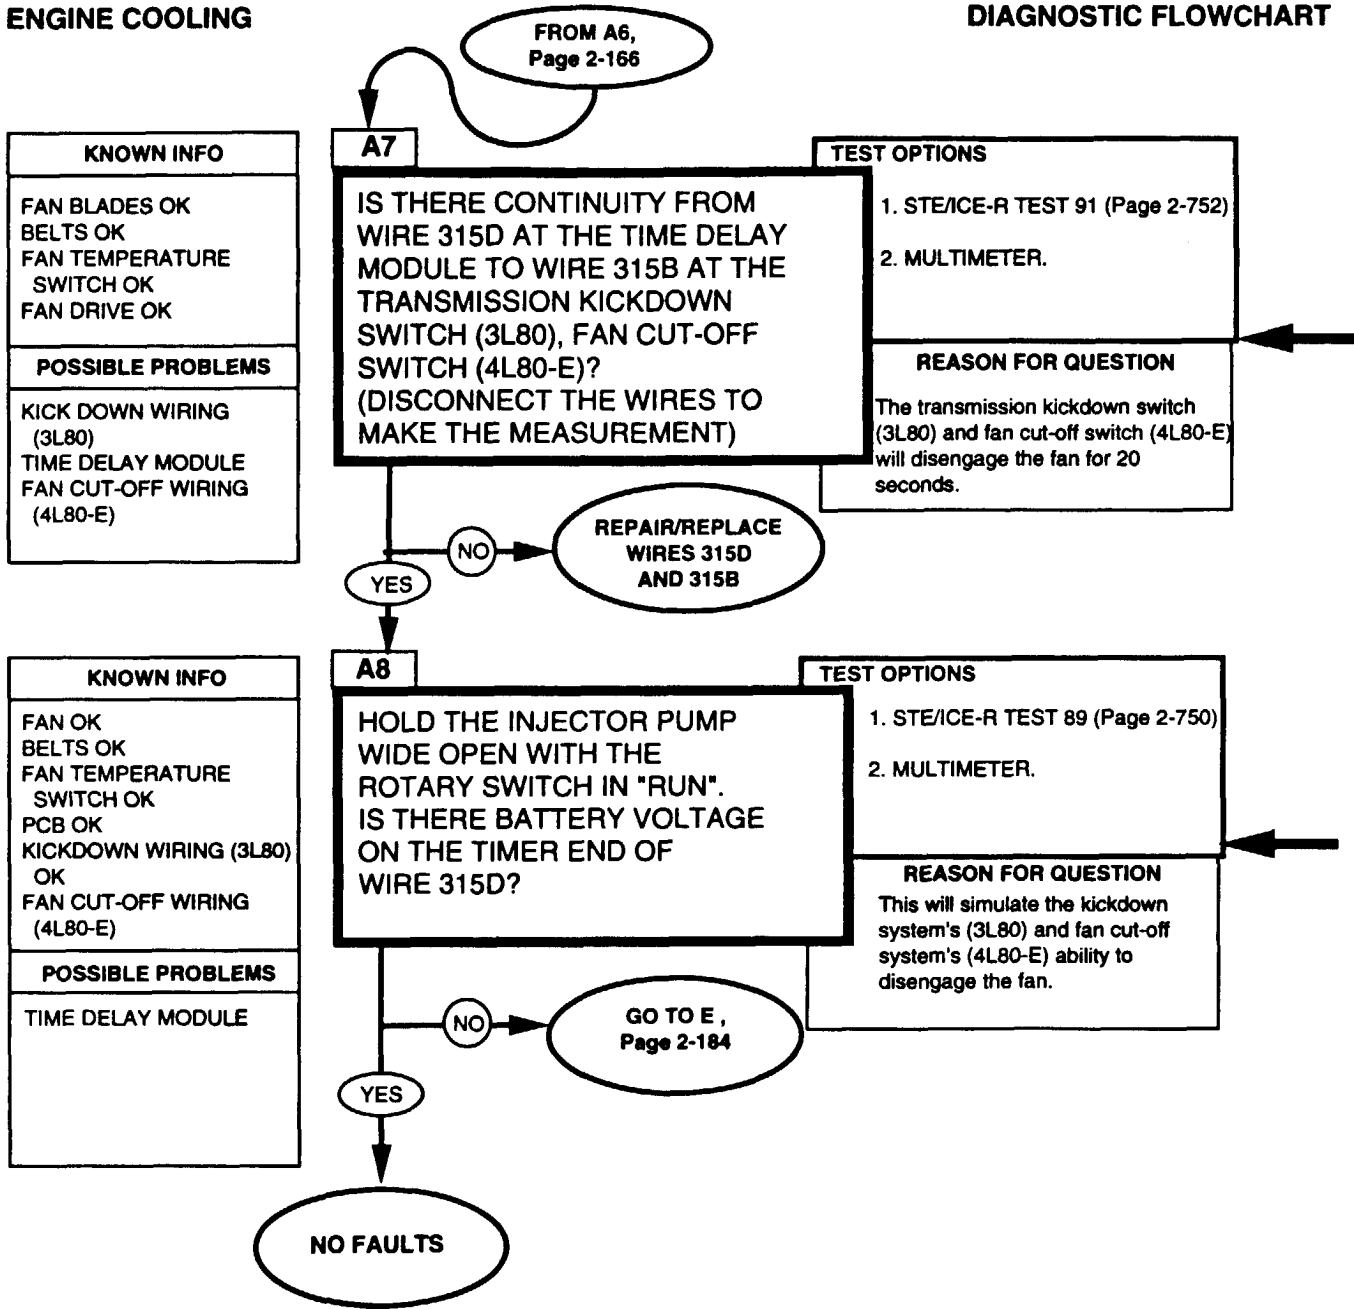 ENGINE COOLING
DIAGNOSTIC FLOWCHART
FROM A6,
Page 2-166
KNOWN INFO
FAN BLADES OK
BELTS OK
FAN TEMPERATURE
SWITCH OK
FAN DRIVE OK
POSSIBLE PROBLEMS
KICK DOWN WIRING
(3L80)
TIME DELAY MODULE
FAN CUT-OFF WIRING
(4L80-E)
A7
IS THERE CONTINUITY FROM
WIRE 315D AT THE TIME DELAY
MODULE TO WIRE 315B AT THE
TRANSMISSION KICKDOWN
SWITCH (3L80), FAN CUT-OFF
SWITCH (4L80-E)?
(DISCONNECT THE WIRES TO
MAKE THE MEASUREMENT)
TEST OPTIONS
1. STE/ICE-R TEST 91 (Page 2-752)
2. MULTIMETER.
REASON FOR QUESTION
The transmission kickdown switch
(3L80) and fan cut-off switch (4L80-E)
will disengage the fan for 20
seconds.
NO
REPAIR/REPLACE
WIRES 315D
AND 315B
YES
KNOWN INFO
FAN OK
BELTS OK
FAN TEMPERATURE
SWITCH OK
PCB OK
KICKDOWN WIRING (3L80)
OK
FAN CUT-OFF WIRING
(4L80-E)
POSSIBLE PROBLEMS
TIME DELAY MODULE
A8
HOLD THE INJECTOR PUMP
WIDE OPEN WITH THE
ROTARY SWITCH IN "RUN".
IS THERE BATTERY VOLTAGE
ON THE TIMER END OF
WIRE 315D?
TEST OPTIONS
1. STE/ICE-R TEST 89 (Page 2-750)
2. MULTIMETER.
REASON FOR QUESTION
This will simulate the kickdown
system's (3L80) and fan cut-off
system's (4L80-E) ability to
disengage the fan.
NO
GO TO E ,
Page 2-184
YES
NO FAULTS